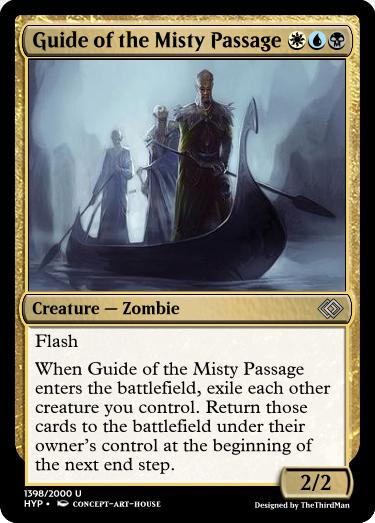 Guide of the Misty Passage
Creature — Zombie
Flash
When Guide of the Misty Passage
enters the battlefield, exile each other
creature you control. Return those
cards to the battlefield under their
owner's control at the beginning of
the next end step.
2/2
1398/2000 U
HYP • CONCEPT-ART-HOUSE
Designed by TheThirdMan